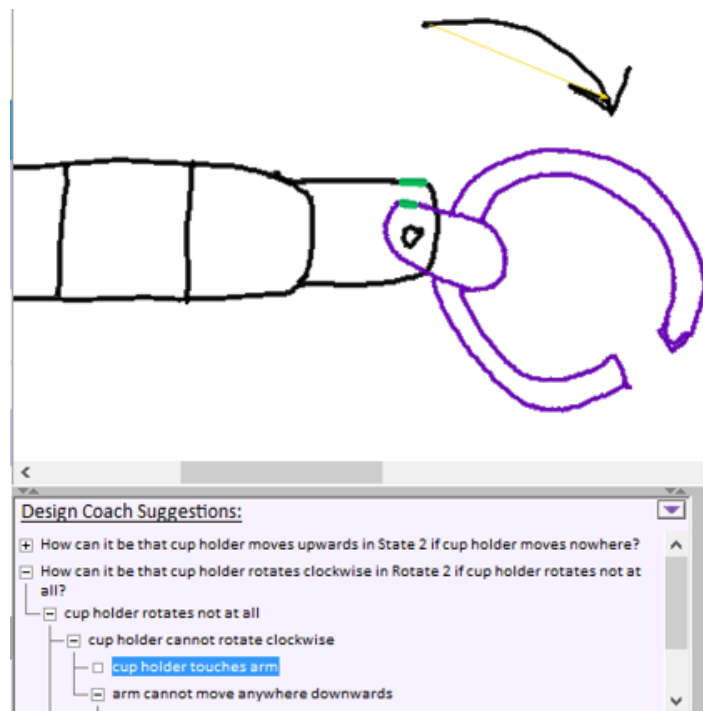 Design Coach Suggestions:
How can it be that cup holder moves upwards in State 2 if cup holder moves nowhere?
How can it be that cup holder rotates clockwise in Rotate 2 if cup holder rotates not at
all?
cup holder rotates not at all
cup holder cannot rotate clockwise
cup holder touches arm
arm cannot move anywhere downwards